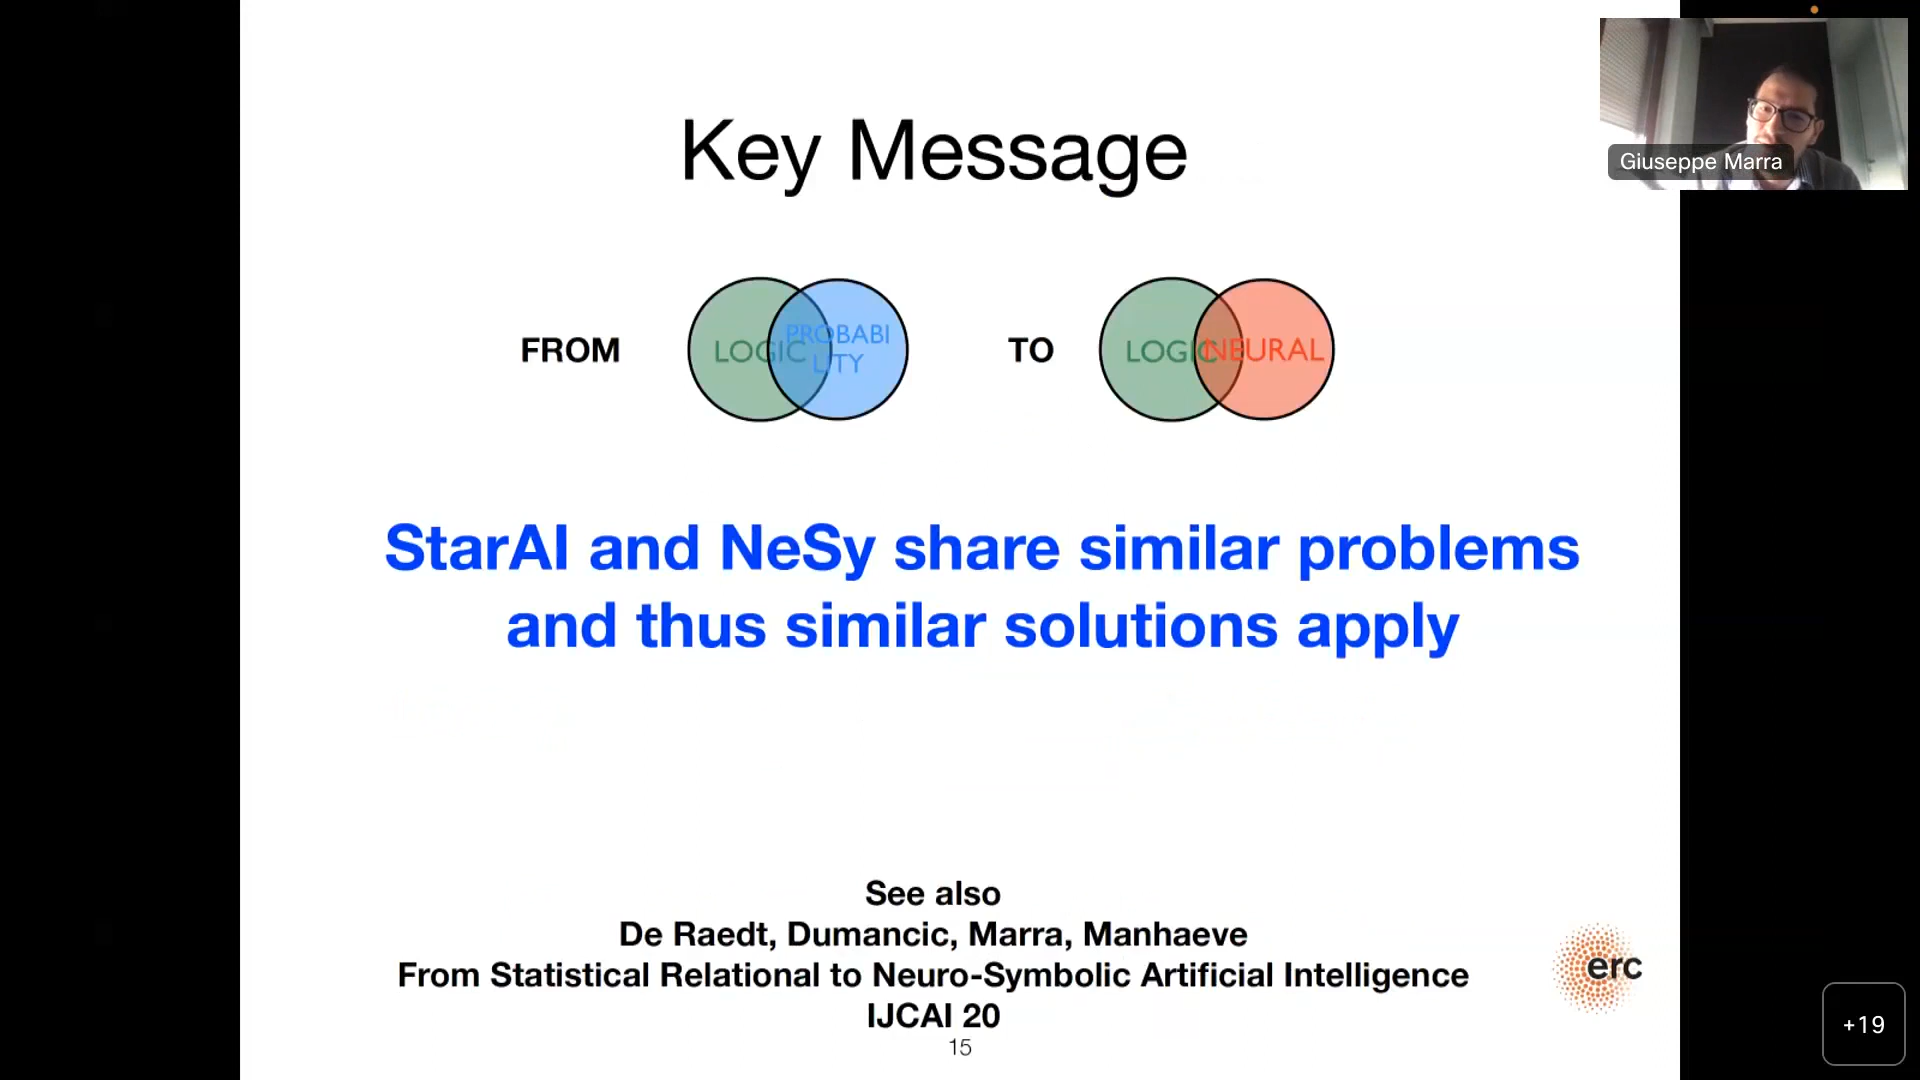 Key Message
Giuseppe Marra
FROM
LOGIC
PROBABI
LITY
TO
LOGIC
NEURAL
StarAI and NeSy share similar problems
and thus similar solutions apply
See also
De Raedt, Dumancic, Marra, Manhaeve
From Statistical Relational to Neuro-Symbolic Artificial Intelligence
IJCAI 20
15
erc
+19